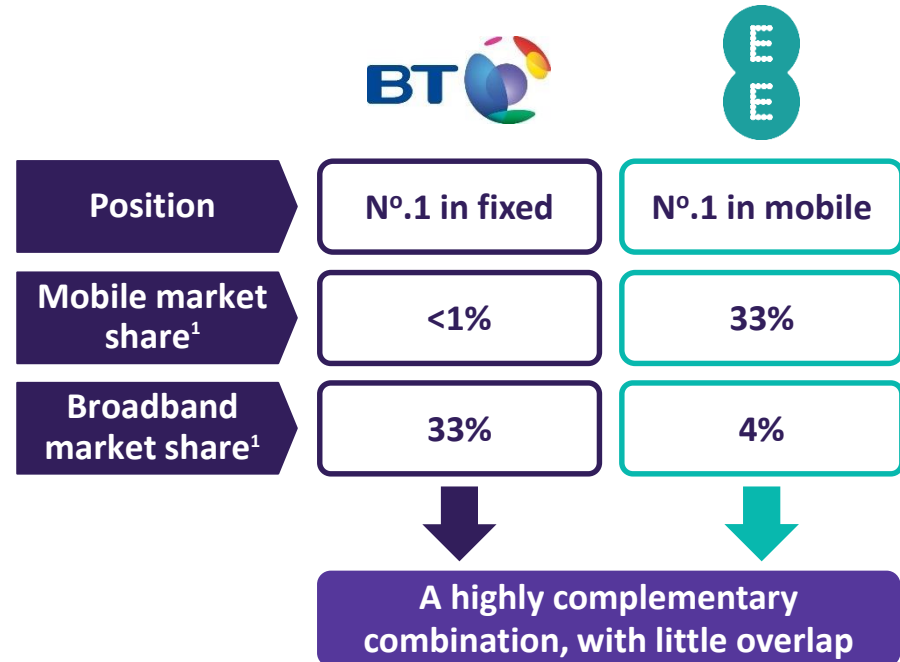 BT
E
E
Position
Nº.1 in fixed
Nº.1 in mobile
Mobile market
share¹
<1%
33%
Broadband
market share¹
33%
4%
A highly complementary
combination, with little overlap